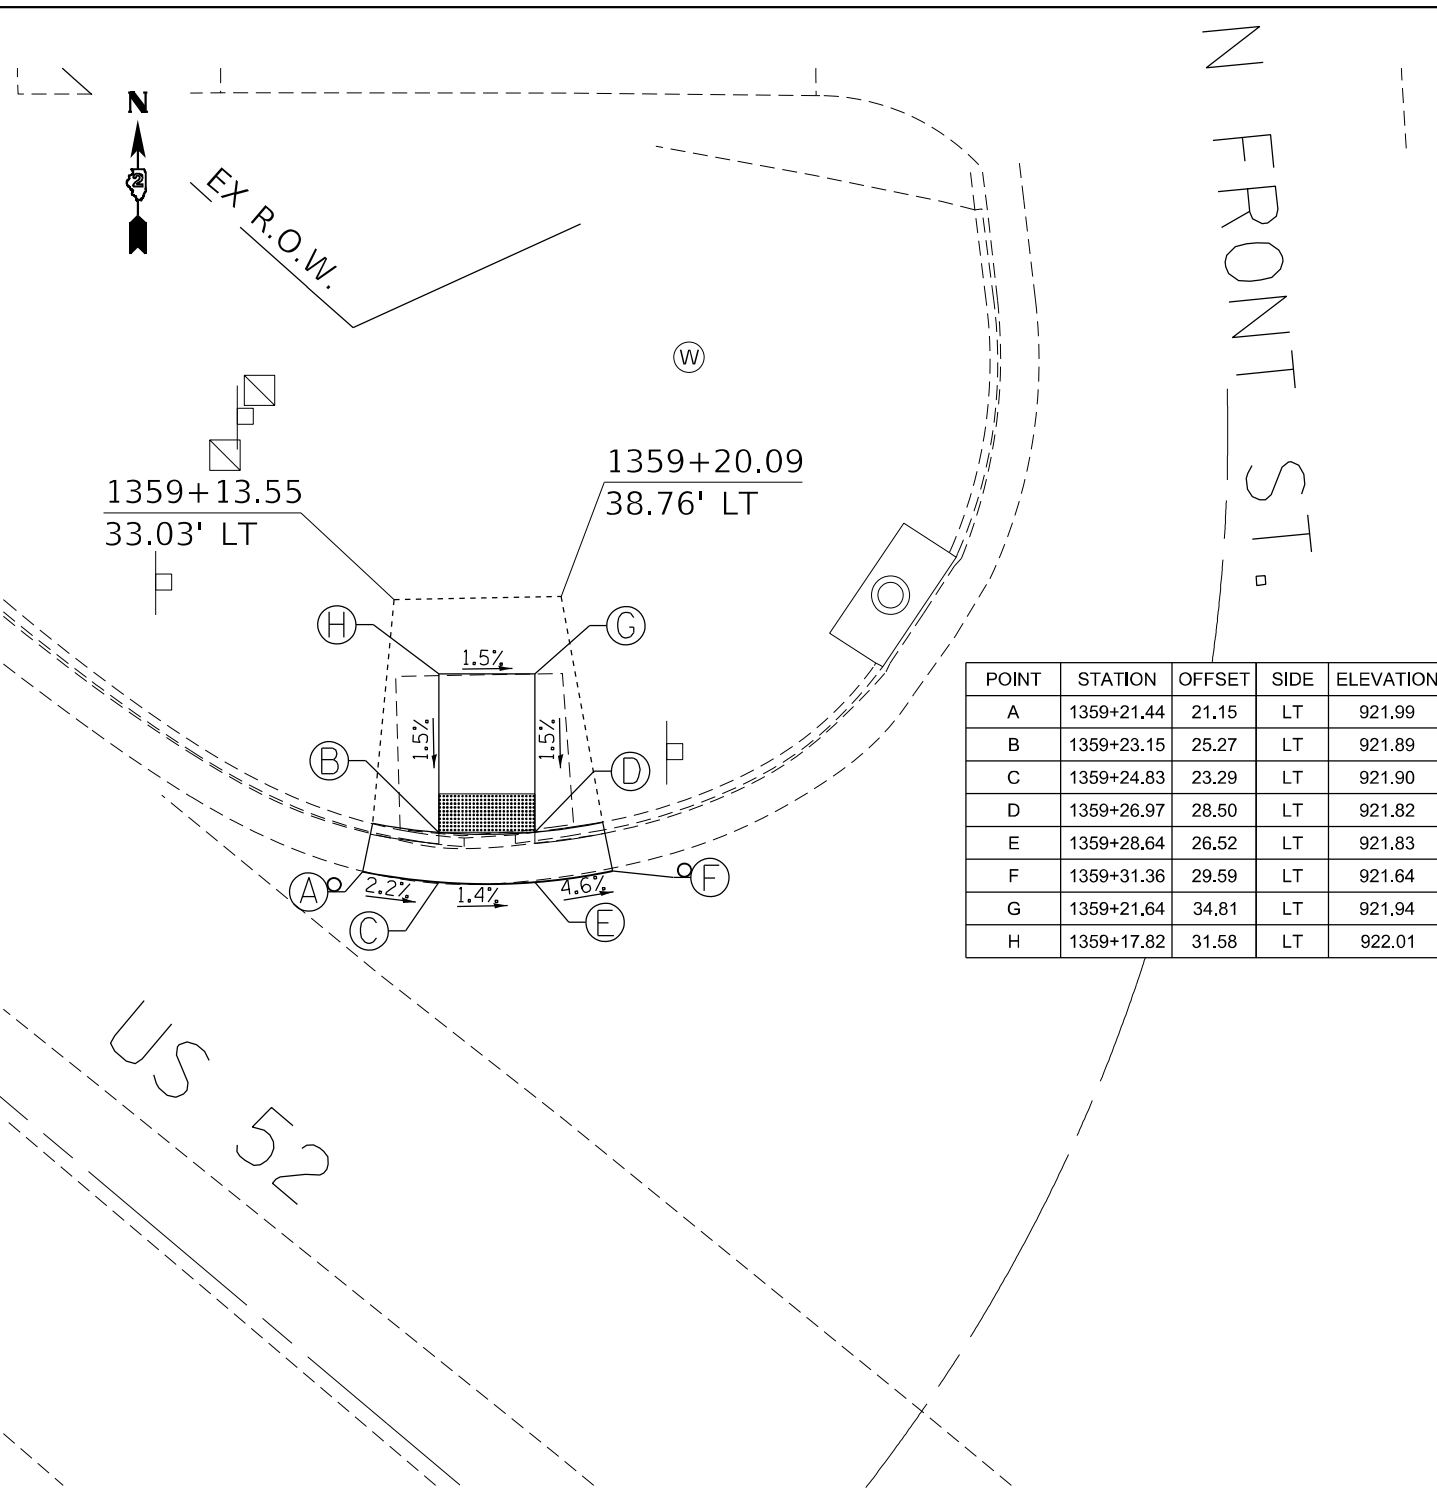 N FRONT ST.
N
2
EX R.O.W.
W
1359+13.55
33.03' LT
1359+20.09
38.76' LT
H
G
1.5%
1.5%
1.5%
B
D
A
2.2%
1.4%
4.6%
F
C
E
POINT STATION OFFSET SIDE ELEVATION
A 1359+21.44 21.15 LT 921.99
B 1359+23.15 25.27 LT 921.89
C 1359+24.83 23.29 LT 921.90
D 1359+26.97 28.50 LT 921.82
E 1359+28.64 26.52 LT 921.83
F 1359+31.36 29.59 LT 921.64
G 1359+21.64 34.81 LT 921.94
H 1359+17.82 31.58 LT 922.01
US 52